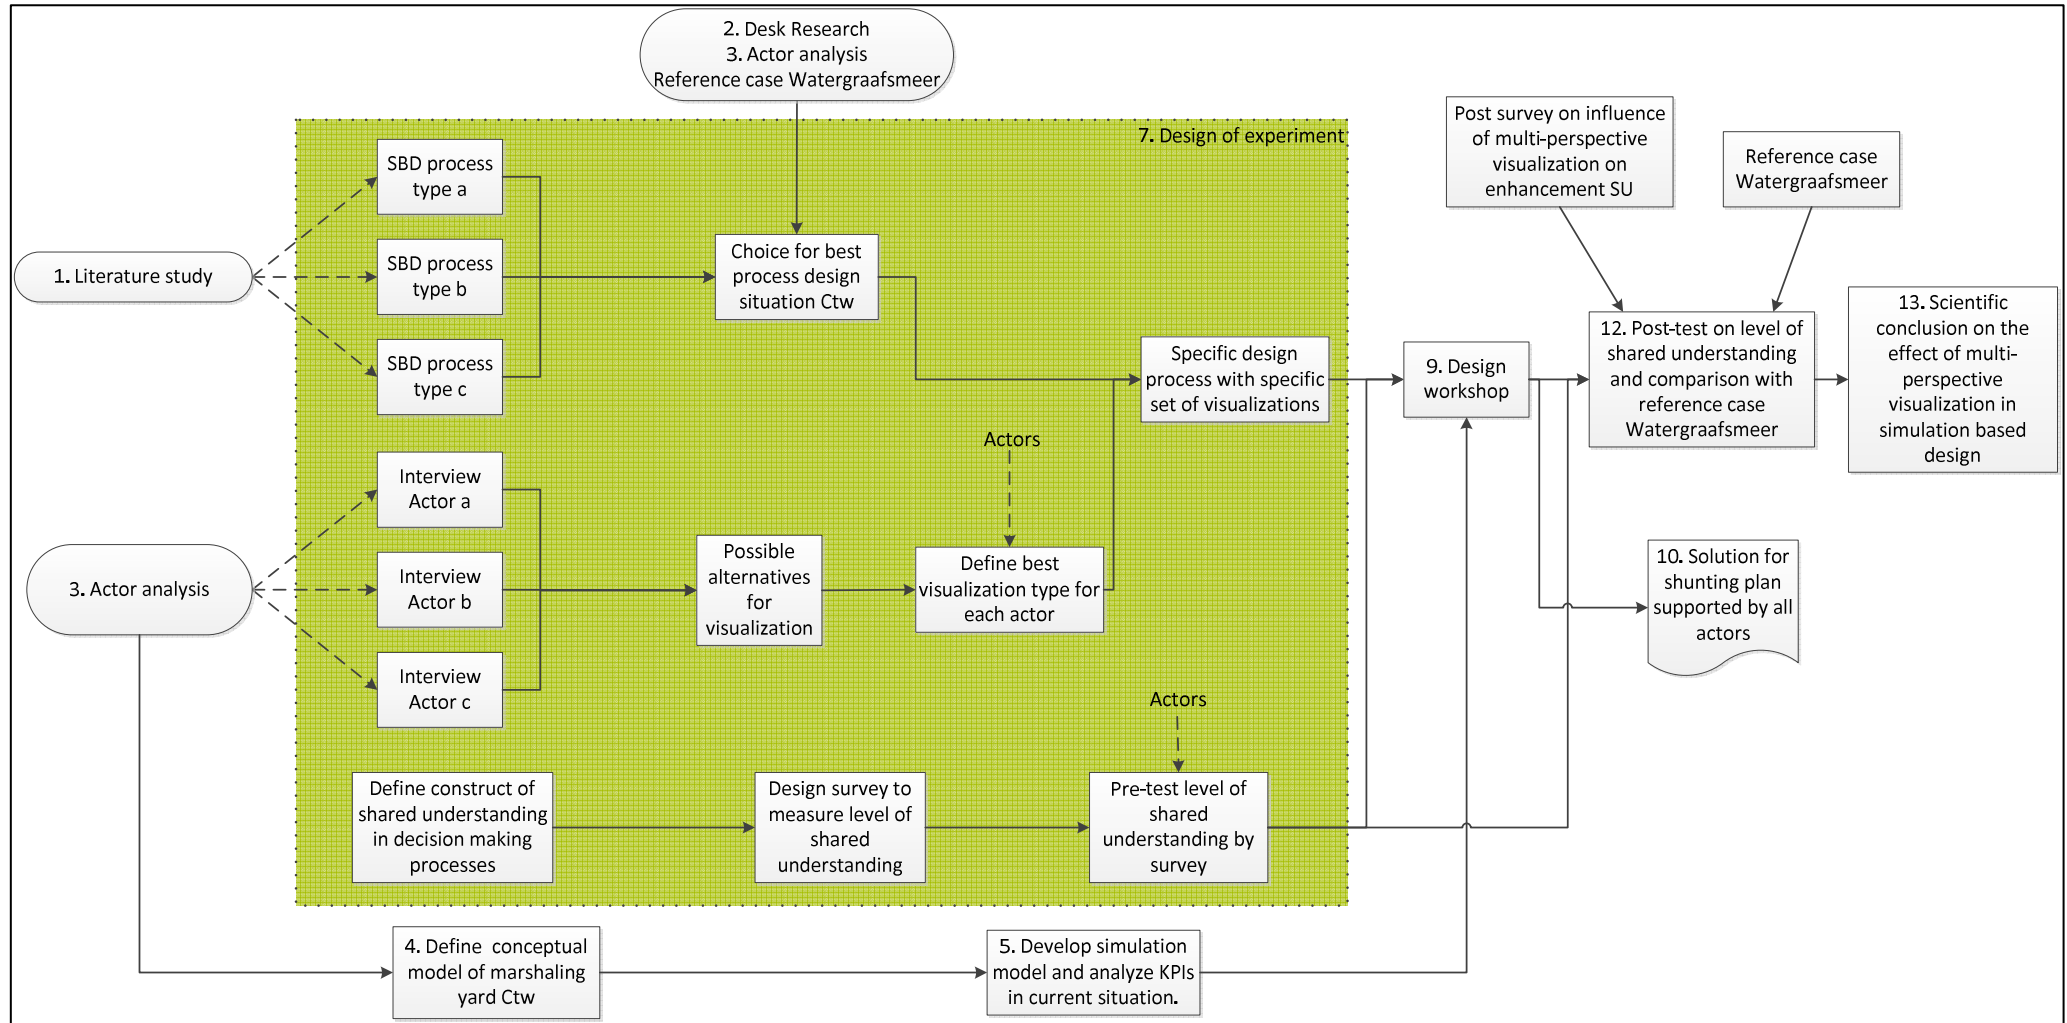 2. Desk Research
3. Actor analysis
Reference case Watergraafsmeer
7. Design of experiment
SBD process
type a
SBD process
type b
SBD process
type c
1. Literature study
Choice for best
process design
situation Ctw
Specific design
process with specific
set of visualizations
Post survey on influence
of multi-perspective
visualization on
enhancement SU
Reference case
Watergraafsmeer
9. Design
workshop
12. Post-test on level of
shared understanding
and comparison with
reference case
Watergraafsmeer
13. Scientific
conclusion on the
effect of multi-
perspective
visualization in
simulation based
design
Interview
Actor a
Interview
Actor b
Interview
Actor c
3. Actor analysis
Possible
alternatives
for
visualization
Actors
Define best
visualization type for
each actor
10. Solution for
shunting plan
supported by all
actors
Actors
Define construct of
shared understanding
in decision making
processes
Design survey to
measure level of
shared
understanding
Pre-test level of
shared
understanding by
survey
4. Define  conceptual
model of marshaling
yard Ctw
5. Develop simulation
model and analyze KPIs
in current situation.